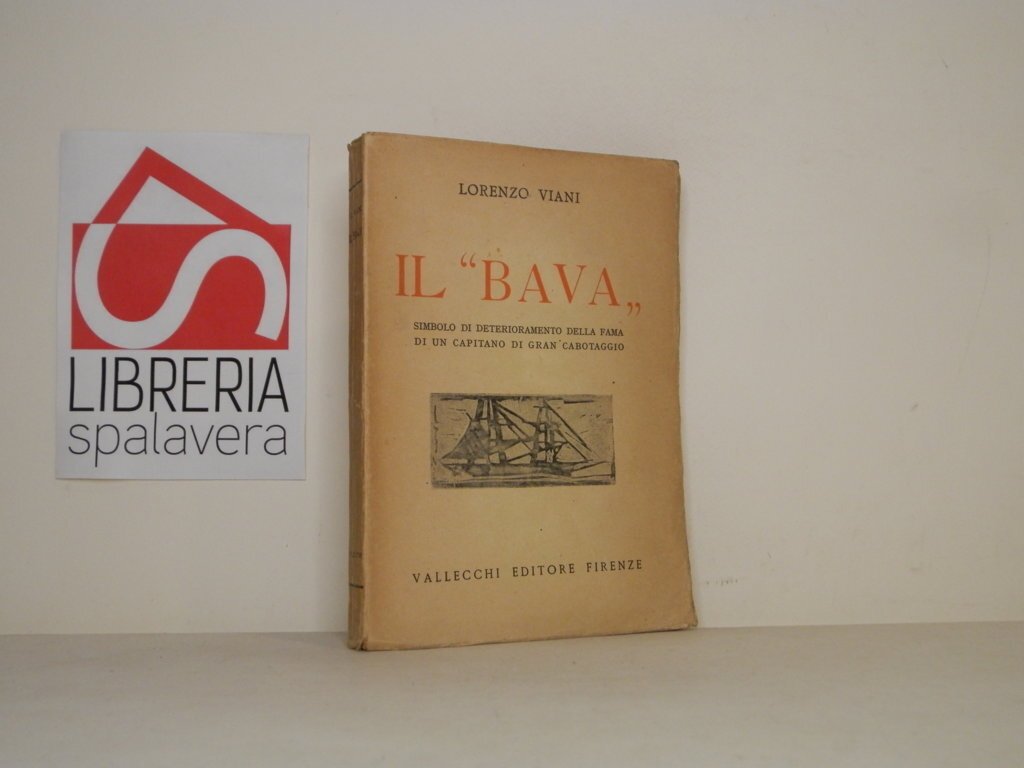 LIBRERIA
spalavera
LORENZO VIANI
IL “BAVA„
SIMBOLO DI DETERIORAMENTO DELLA FAMA
DI UN CAPITANO DI GRAN CABOTAGGIO
VALLECCHI EDITORE FIRENZE